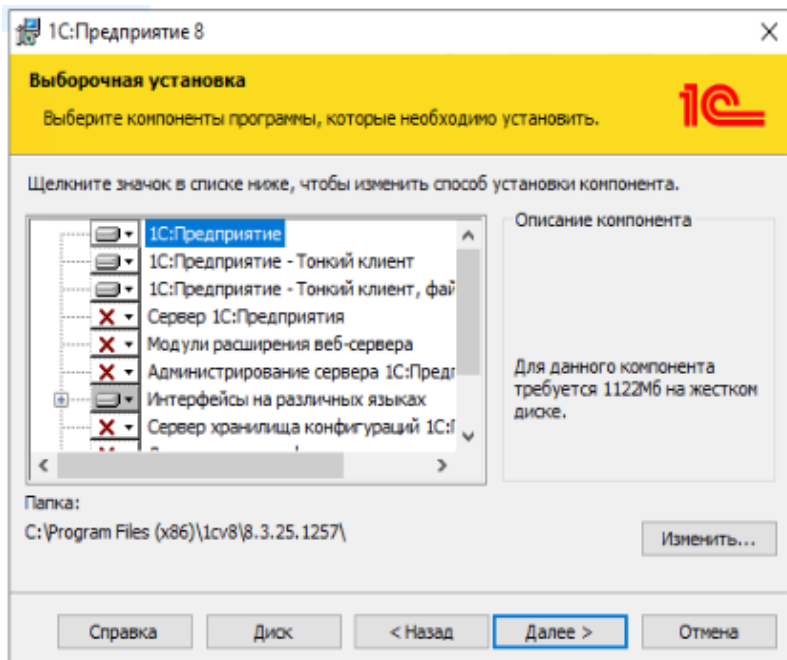 1С:Предприятие 8
Выборочная установка
Выберите компоненты программы, которые необходимо установить.
1С
Щелкните значок в списке ниже, чтобы изменить способ установки компонента.
1С:Предприятие
1С:Предприятие - Тонкий клиент
1С:Предприятие - Тонкий клиент, фай
Сервер 1С:Предприятия
Модули расширения веб-сервера
Администрирование сервера 1С:Предп
Интерфейсы на различных языках
Сервер хранилища конфигураций 1С:П
Описание компонента
Для данного компонента
требуется 1122Мб на жестком
диске.
Папка:
C:\Program Files (x86)\1cv8\8.3.25.1257\
Изменить...
Справка
Диск
< Назад
Далее >
Отмена